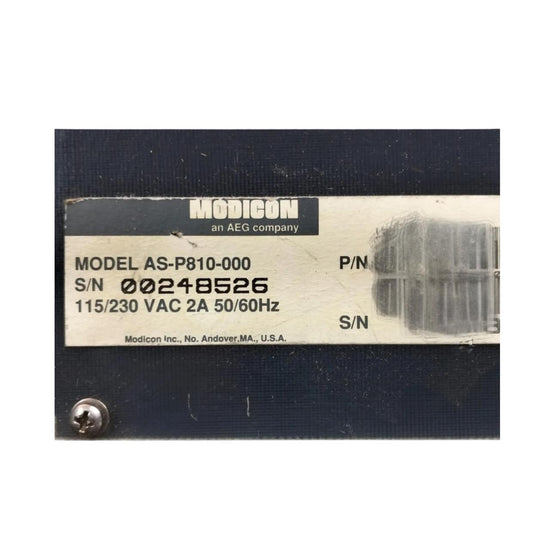 MODICON
an AEG company
MODEL AS-P810-000
S/N 00248526
115/230 VAC 2A 50/60Hz
Modicon Inc., No. Andover,MA., U.S.A.
P/N
S/N